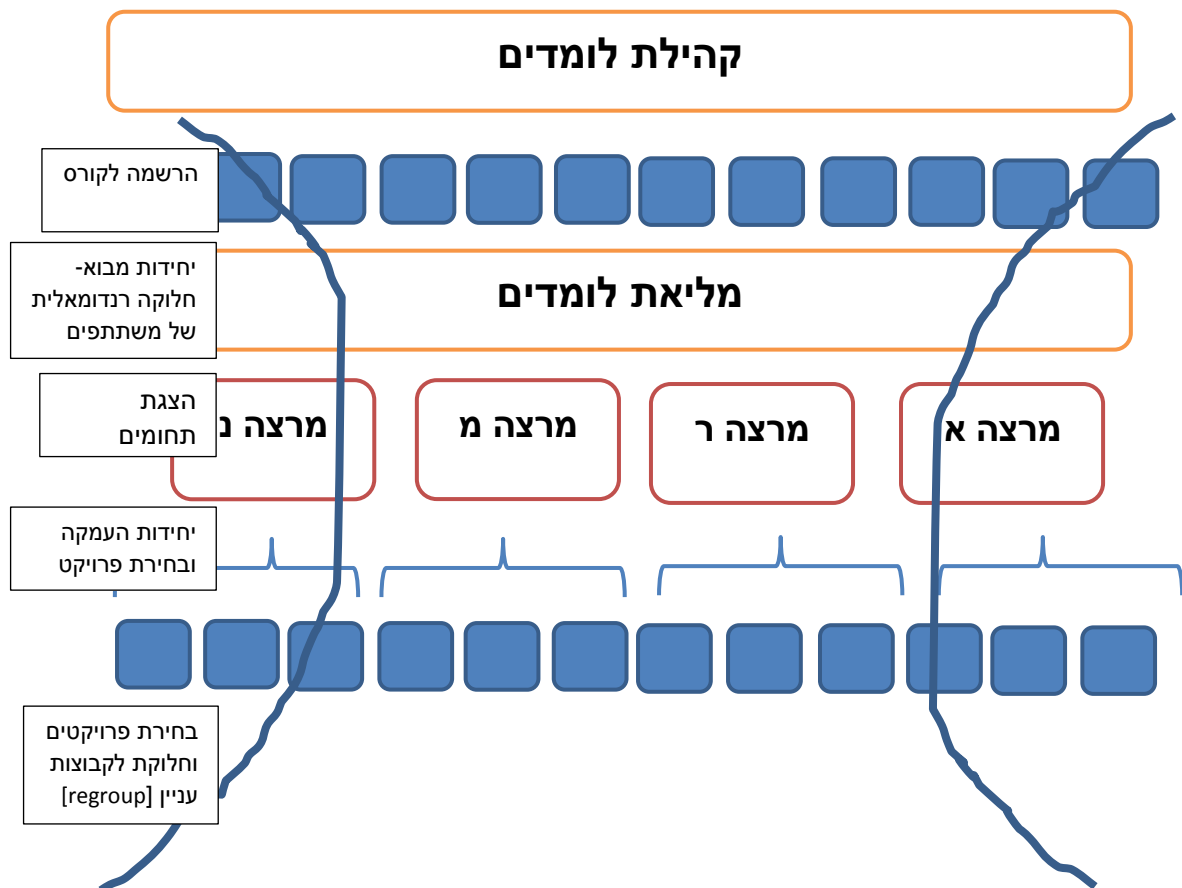 קהילת לומדים
הרשמה לקורס
יחידות מבוא-
חלוקה רנדומאלית
של משתתפים
מליאת לומדים
הצגת
תחומים
מרצה א
מרצה ר
מרצה מ
מרצה נ
יחידות העמקה
ובחירת פרויקט
בחירת פרויקטים
וחלוקת לקבוצות
עניין [regroup]